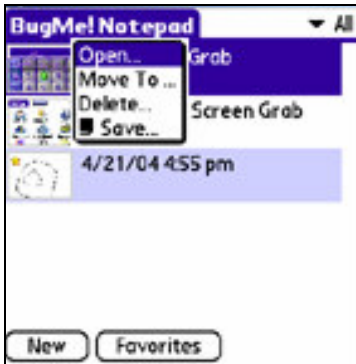 BugMe! Notepad All
Open... Grab
Move To ...
Delete...
Save...
Screen Grab
4/21/04 4:55 pm
New Favorites